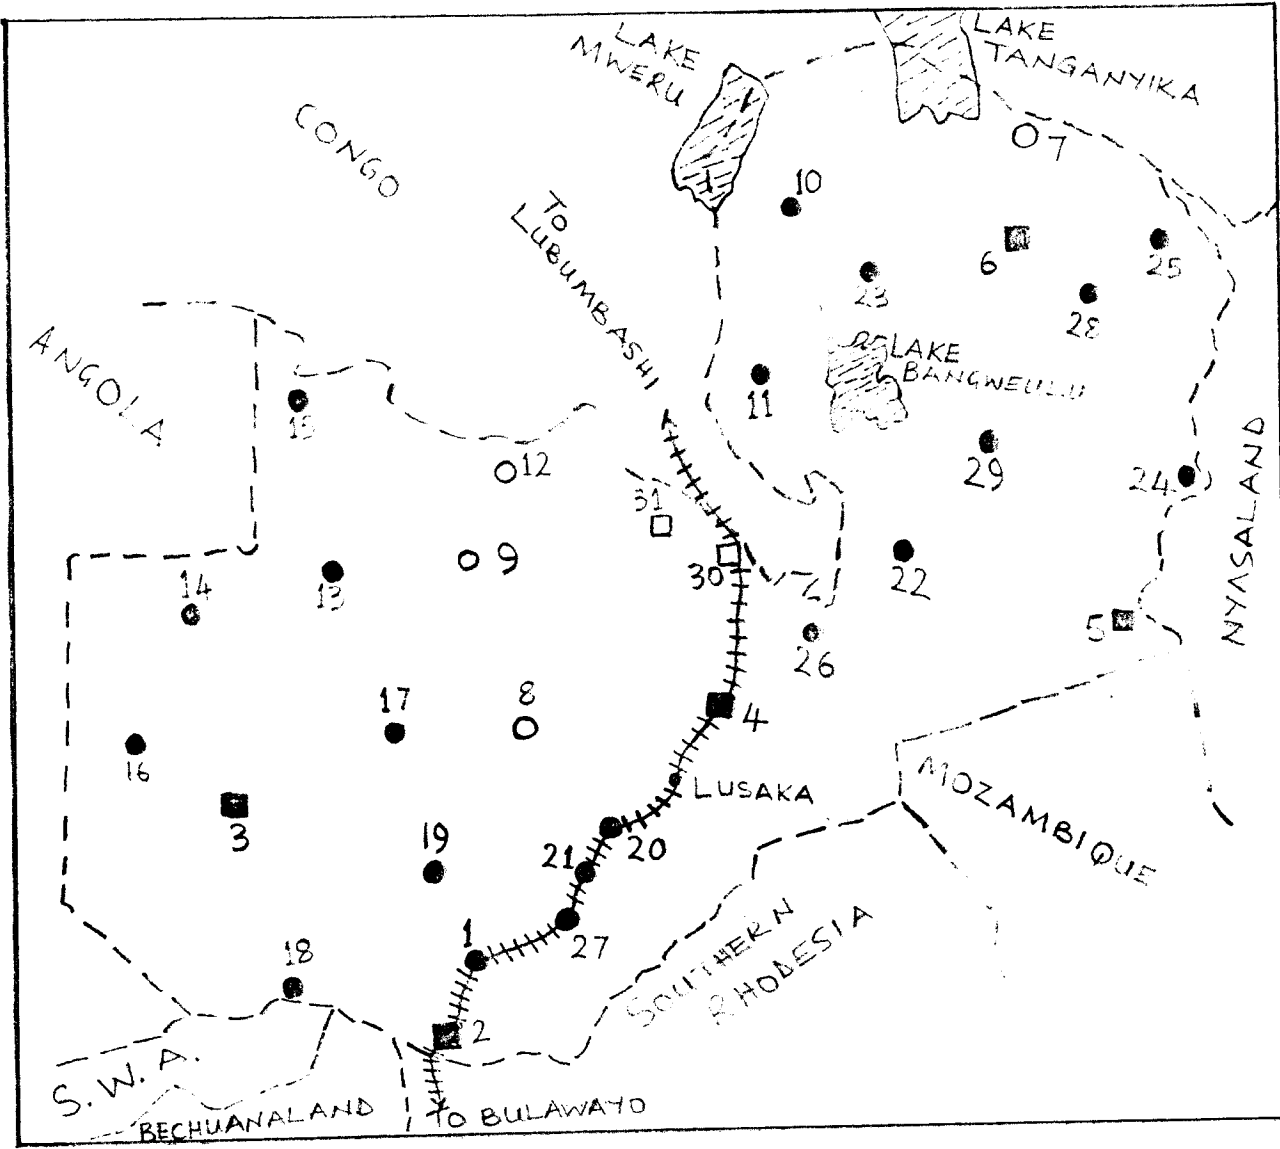 LAKE
MWERU
LAKE
TANGANYIKA
CONGO
TO
LUBUMBASHI
ANGOLA
7
10
6
25
23
28
LAKE
BANGWEULU
11
15
12
29
24
31
9
30
14
13
22
NYASALAND
5
26
17
8
4
16
3
LUSAKA
MOZAMBIQUE
19
21
20
1
27
18
SOUTHERN
RHODESIA
2
S.W.A.
BECHUANALAND
TO BULAWAYO